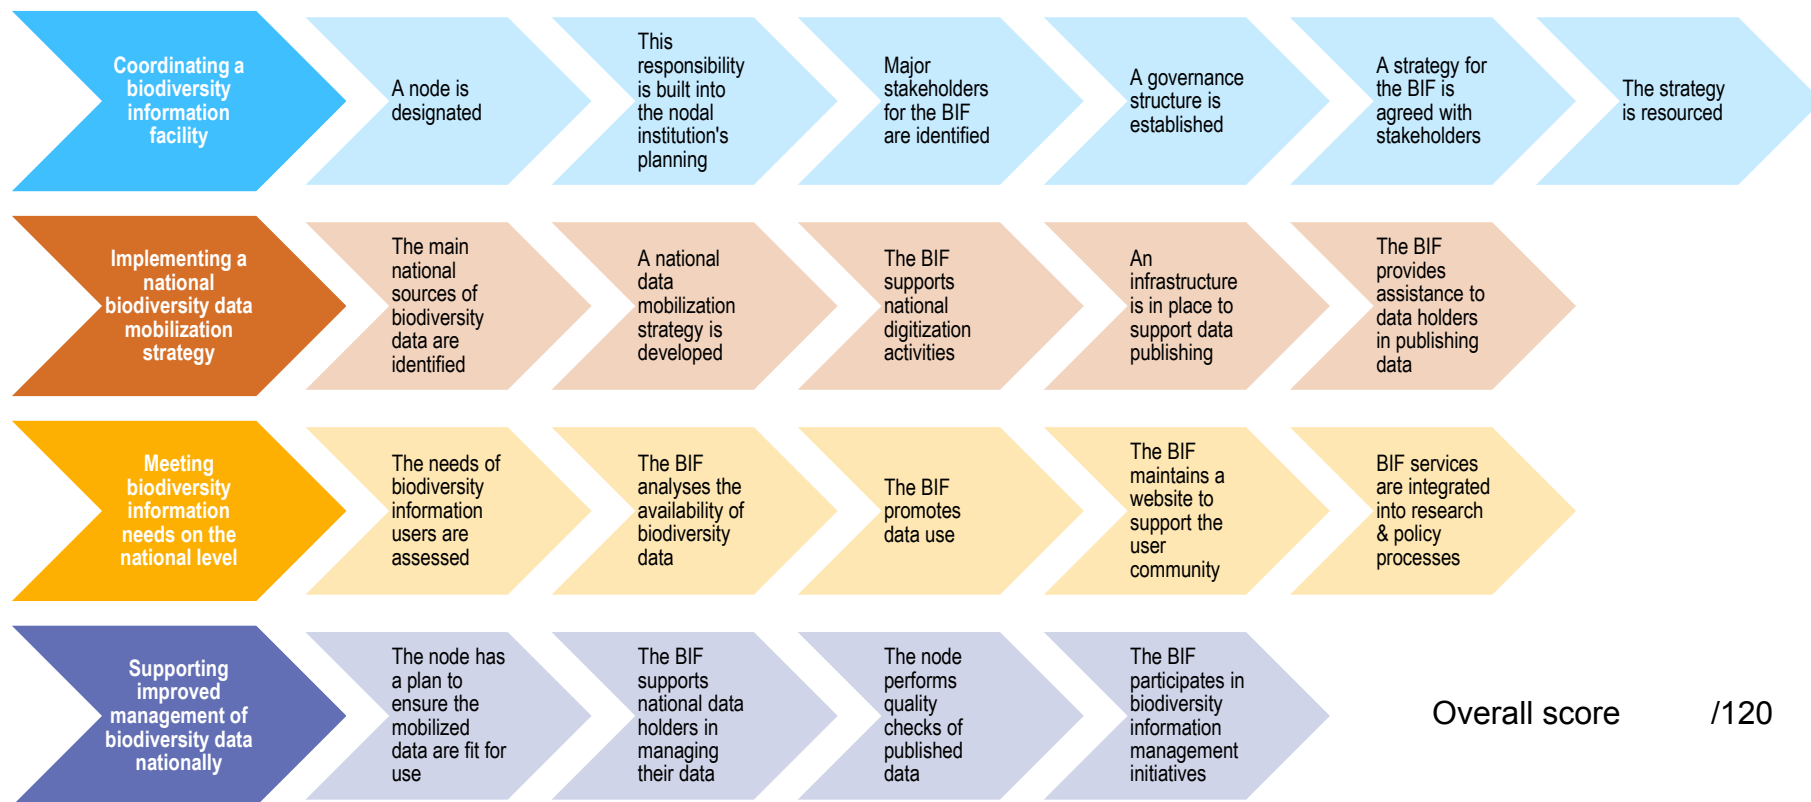 Coordinating a
biodiversity
information
facility
A node is
designated
This
responsibility
is built into
the nodal
institution's
planning
Major
stakeholders
for the BIF
are identified
A governance
structure is
established
A strategy for
the BIF is
agreed with
stakeholders
The strategy
is resourced
Implementing a
national
biodiversity data
mobilization
strategy
The main
national
sources of
biodiversity
data are
identified
A national
data
mobilization
strategy is
developed
The BIF
supports
national
digitization
activities
An
infrastructure
is in place to
support data
publishing
The BIF
provides
assistance to
data holders
in publishing
data
Meeting
biodiversity
information
needs on the
national level
The needs of
biodiversity
information
users are
assessed
The BIF
analyses the
availability of
biodiversity
data
The BIF
promotes
data use
The BIF
maintains a
website to
support the
user
community
BIF services
are integrated
into research
& policy
processes
Supporting
improved
management of
biodiversity data
nationally
The node has
a plan to
ensure the
mobilized
data are fit for
use
The BIF
supports
national data
holders in
managing
their data
The node
performs
quality
checks of
published
data
The BIF
participates in
biodiversity
information
management
initiatives
Overall score /120